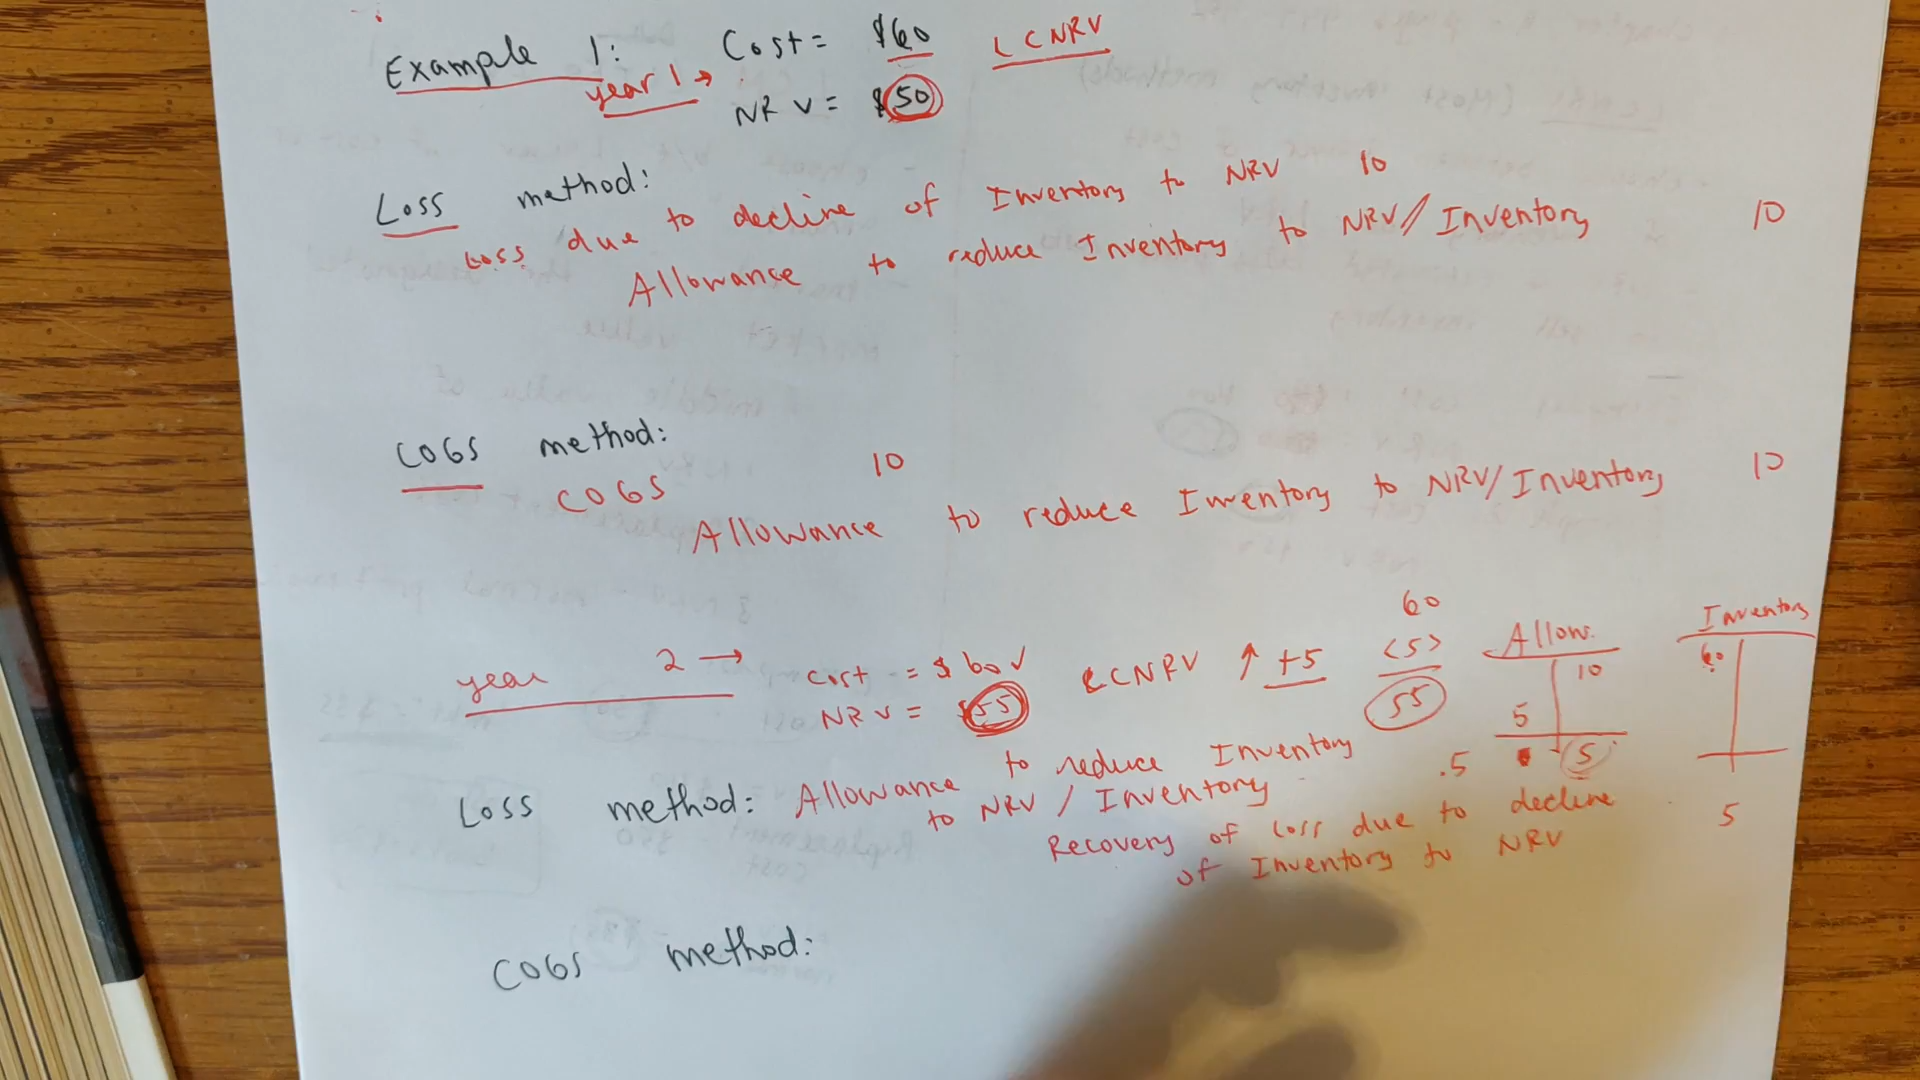 Example 1: Cost = $60 LCNRV
year 1 → NRV = $50
Loss method:
Loss due to decline of Inventory to NRV 10
Allowance to reduce Inventory to NRV/Inventory 10
COGS method:
COGS 10
Allowance to reduce Inventory to NRV/Inventory 10
year 2 → cost = $60 ✓ LCNRV ↑ +5
NRV = $55
60
<5>
55
Allow.
10
5
5
Inventory
60
Loss method: Allowance to reduce Inventory .5
to NRV / Inventory
Recovery of loss due to decline 5
of Inventory to NRV
COGS method: